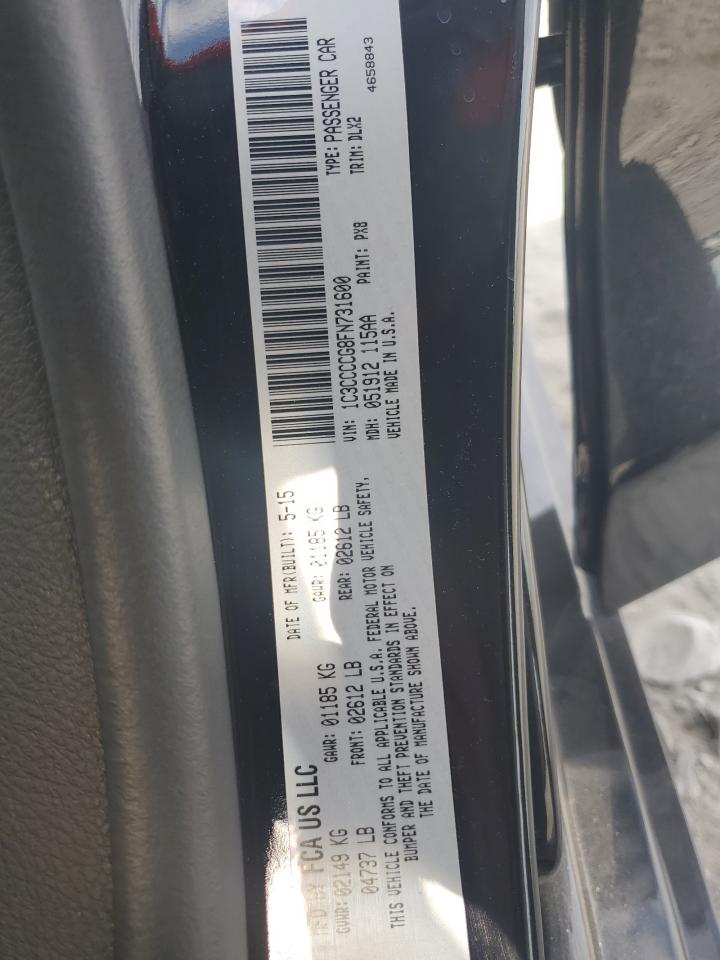 MFD BY FCA US LLC
DATE OF MFR(BUILT): 5-15
GVWR: 02149 KG
GAWR: 01185 KG
GAWR: 01185 KG
04737 LB
FRONT: 02612 LB
REAR: 02612 LB
THIS VEHICLE CONFORMS TO ALL APPLICABLE U.S.A. FEDERAL MOTOR VEHICLE SAFETY,
BUMPER AND THEFT PREVENTION STANDARDS IN EFFECT ON
THE DATE OF MANUFACTURE SHOWN ABOVE.
VIN: 1C3CCCCG8FN731600
TYPE: PASSENGER CAR
MDH: 051912 115AA
PAINT: PX8
TRIM: DLX2
VEHICLE MADE IN U.S.A.
4658843